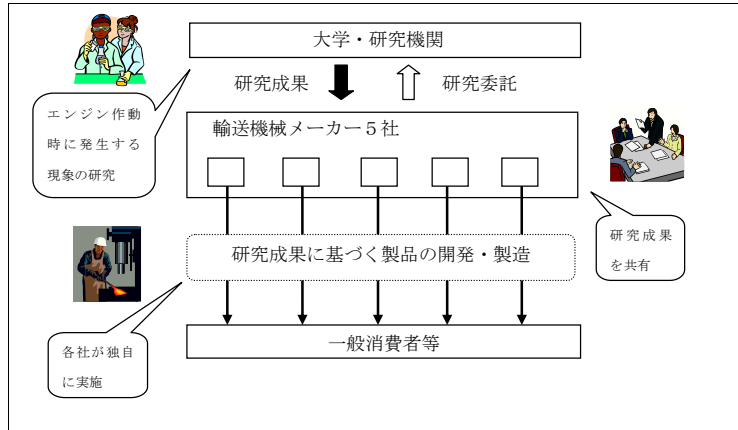 大学・研究機関
研究成果
研究委託
エンジン作動
時に発生する
現象の研究
輸送機械メーカー５社
研究成果
を共有
研究成果に基づく製品の開発・製造
各社が独自
に実施
一般消費者等